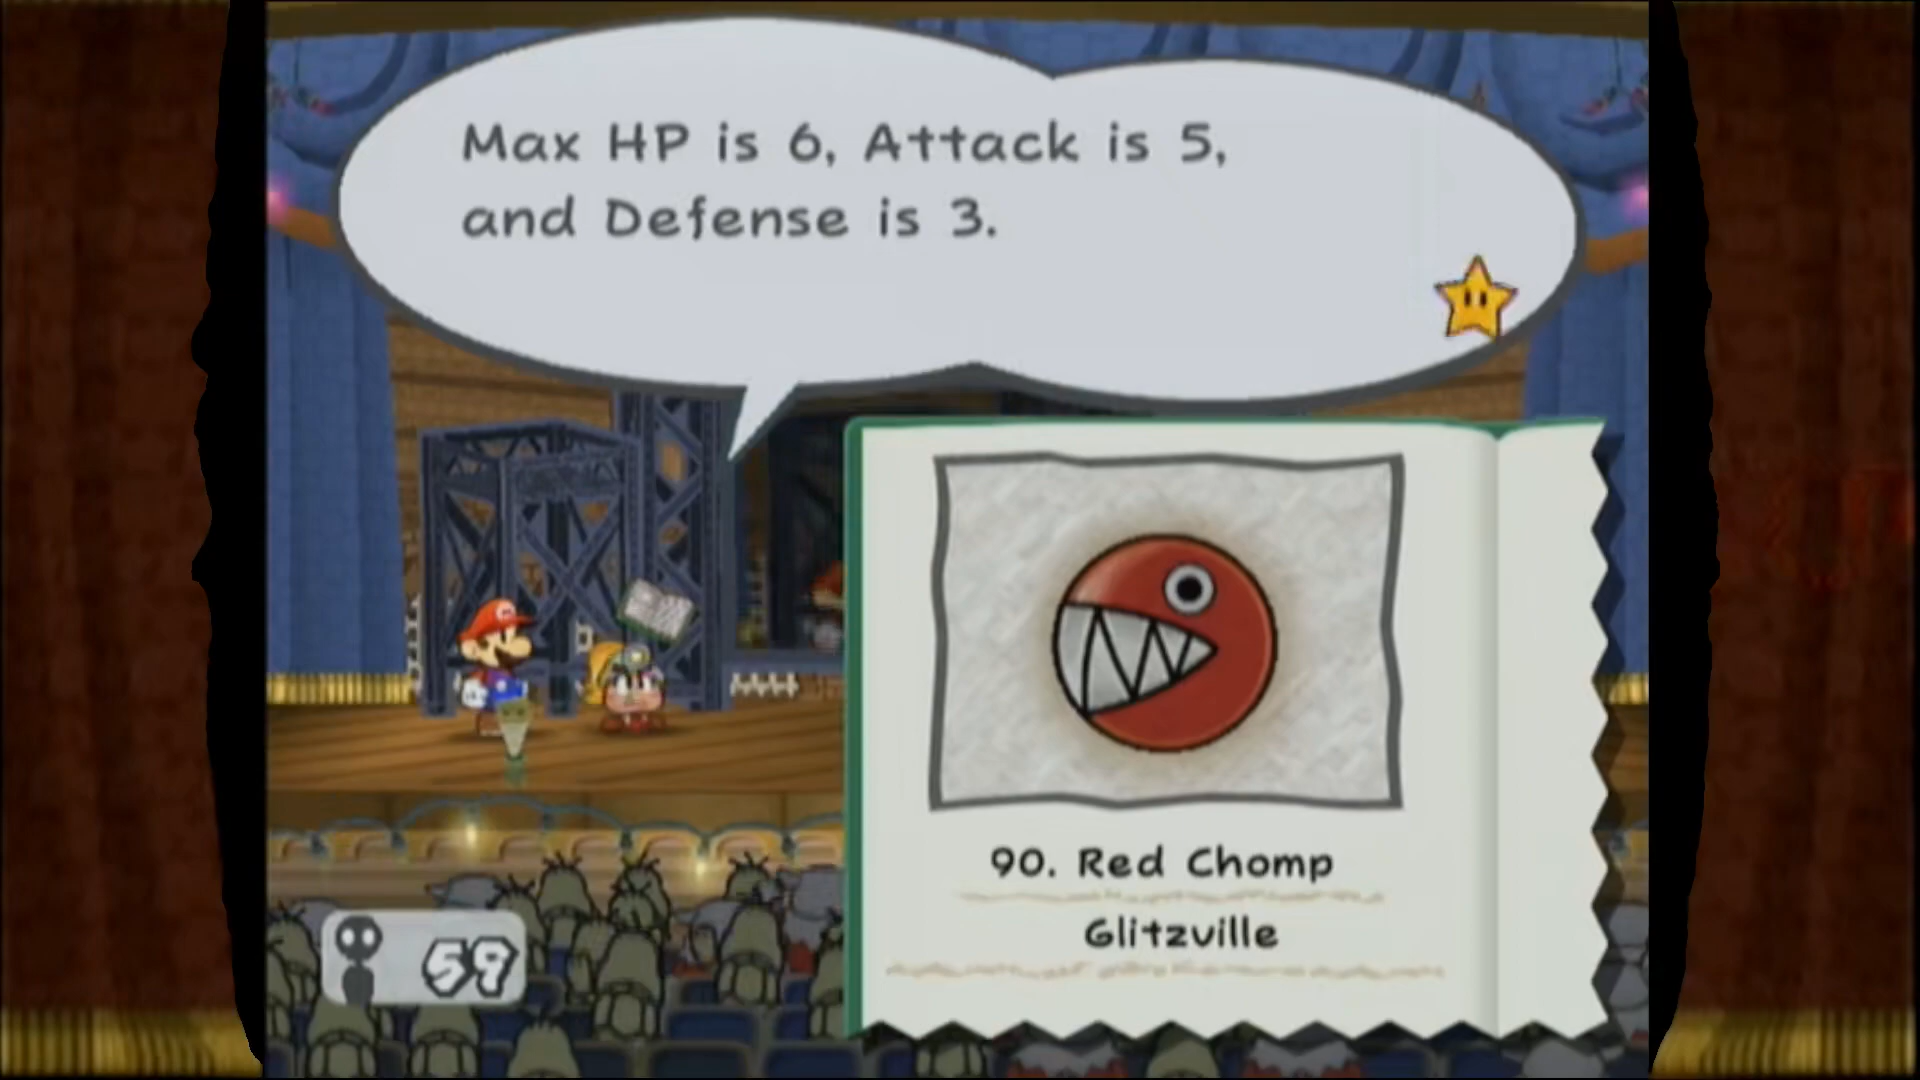 Max HP is 6, Attack is 5,
and Defense is 3.
90. Red Chomp
Glitzville
59